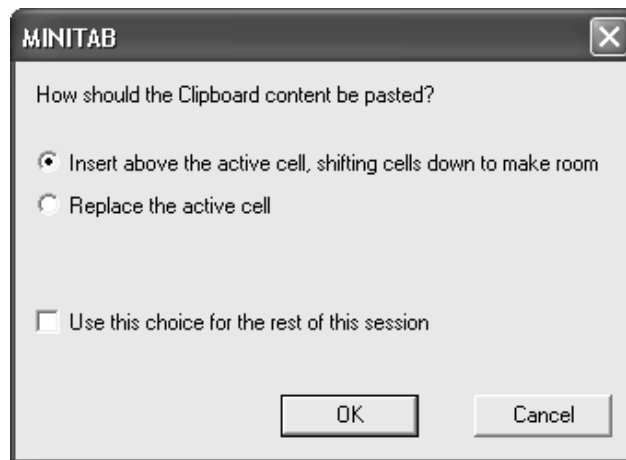 MINITAB
How should the Clipboard content be pasted?
Insert above the active cell, shifting cells down to make room
Replace the active cell
Use this choice for the rest of this session
OK Cancel